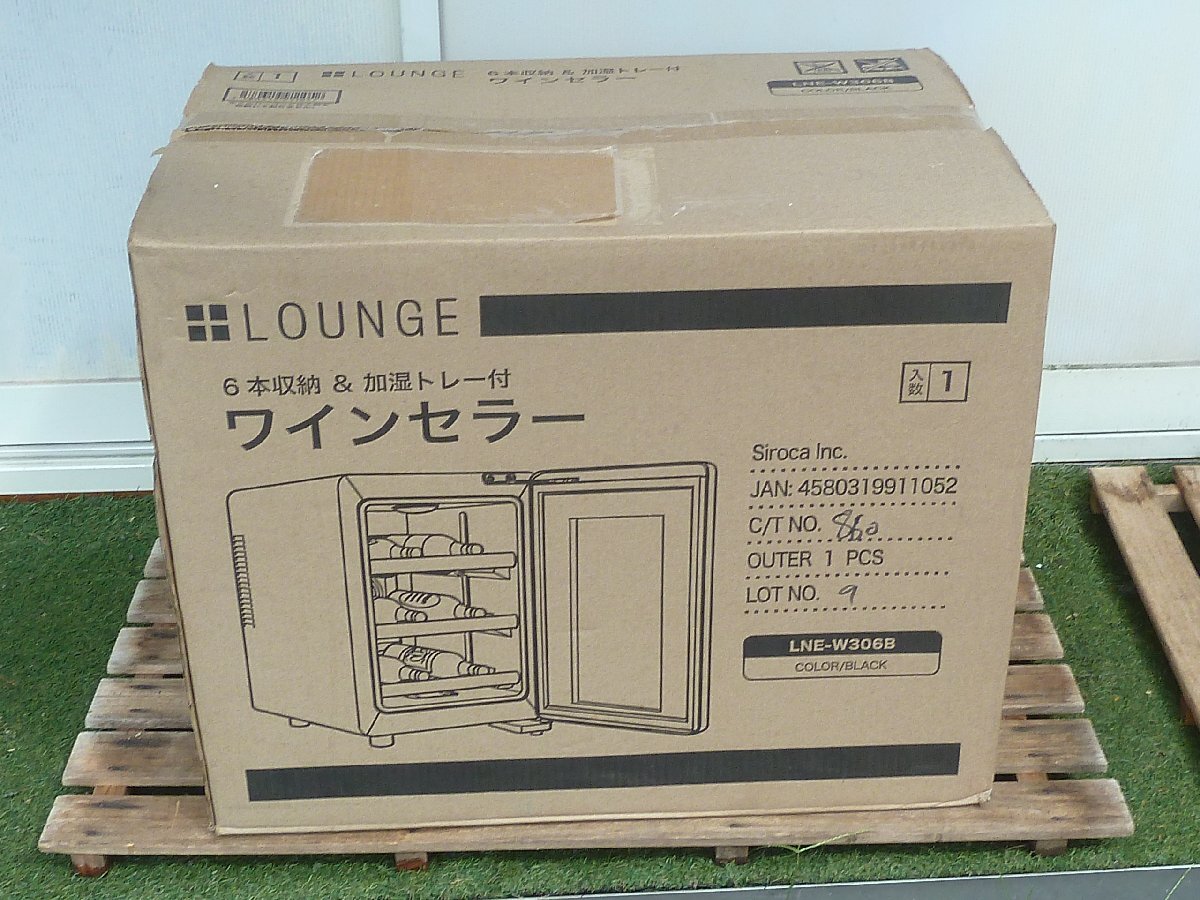 1
LOUNGE
6本収納 & 加湿トレー付
ワインセラー
LNE-W306B
COLOR/BLACK
LOUNGE
6本収納 & 加湿トレー付
ワインセラー
入数 1
Siroca Inc.
JAN: 4580319911052
C/T NO.
OUTER 1 PCS
LOT NO. 9
LNE-W306B
COLOR/BLACK